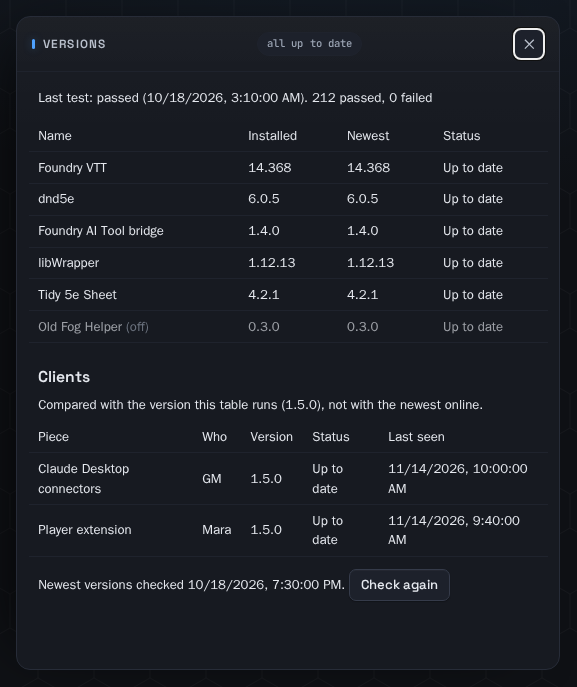 VERSIONS all up to date
Last test: passed (10/18/2026, 3:10:00 AM). 212 passed, 0 failed
Name Installed Newest Status
Foundry VTT 14.368 14.368 Up to date
dnd5e 6.0.5 6.0.5 Up to date
Foundry AI Tool bridge 1.4.0 1.4.0 Up to date
libWrapper 1.12.13 1.12.13 Up to date
Tidy 5e Sheet 4.2.1 4.2.1 Up to date
Old Fog Helper (off) 0.3.0 0.3.0 Up to date
Clients
Compared with the version this table runs (1.5.0), not with the newest online.
Piece Who Version Status Last seen
Claude Desktop connectors GM 1.5.0 Up to date 11/14/2026, 10:00:00 AM
Player extension Mara 1.5.0 Up to date 11/14/2026, 9:40:00 AM
Newest versions checked 10/18/2026, 7:30:00 PM. Check again